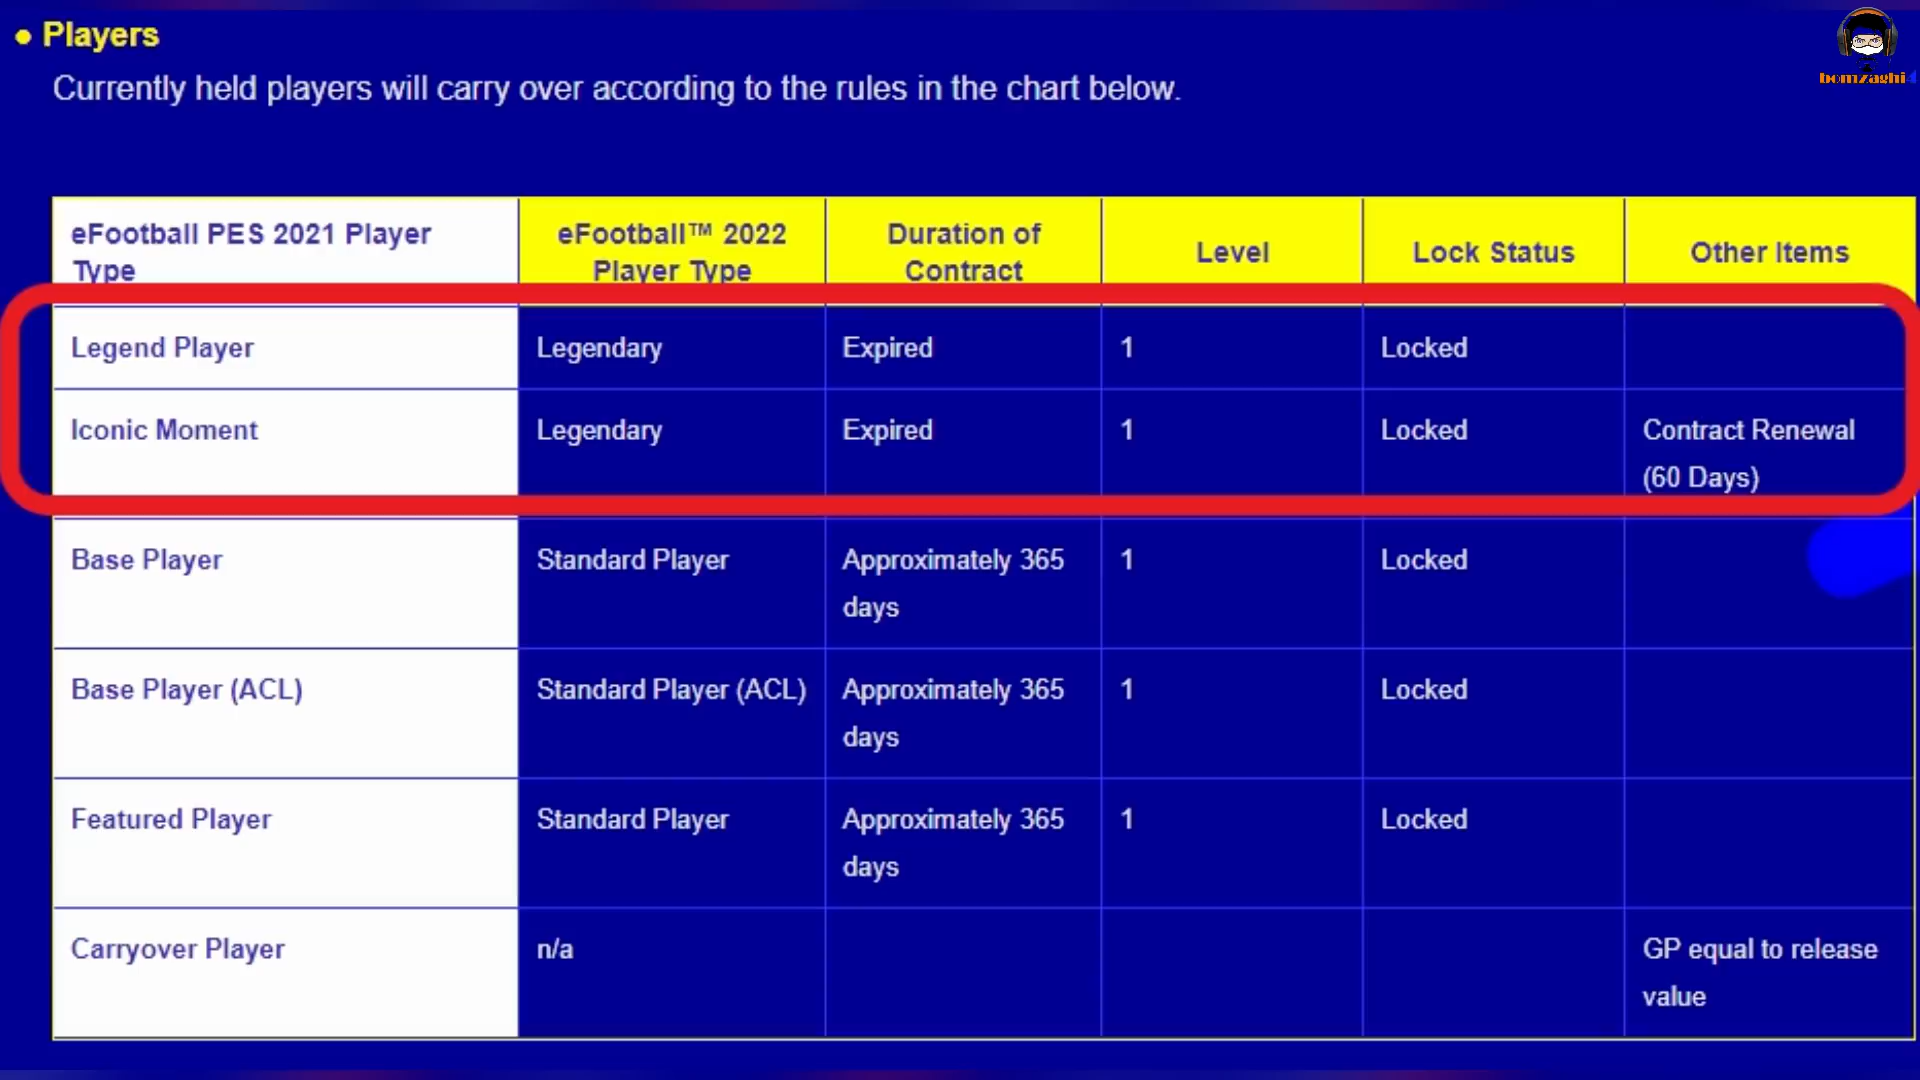 Players
Currently held players will carry over according to the rules in the chart below.
eFootball PES 2021 Player
Type
eFootball™ 2022
Player Type
Duration of
Contract
Level
Lock Status
Other Items
Legend Player
Legendary
Expired
1
Locked
Iconic Moment
Legendary
Expired
1
Locked
Contract Renewal
(60 Days)
Base Player
Standard Player
Approximately 365
days
1
Locked
Base Player (ACL)
Standard Player (ACL)
Approximately 365
days
1
Locked
Featured Player
Standard Player
Approximately 365
days
1
Locked
Carryover Player
n/a
GP equal to release
value